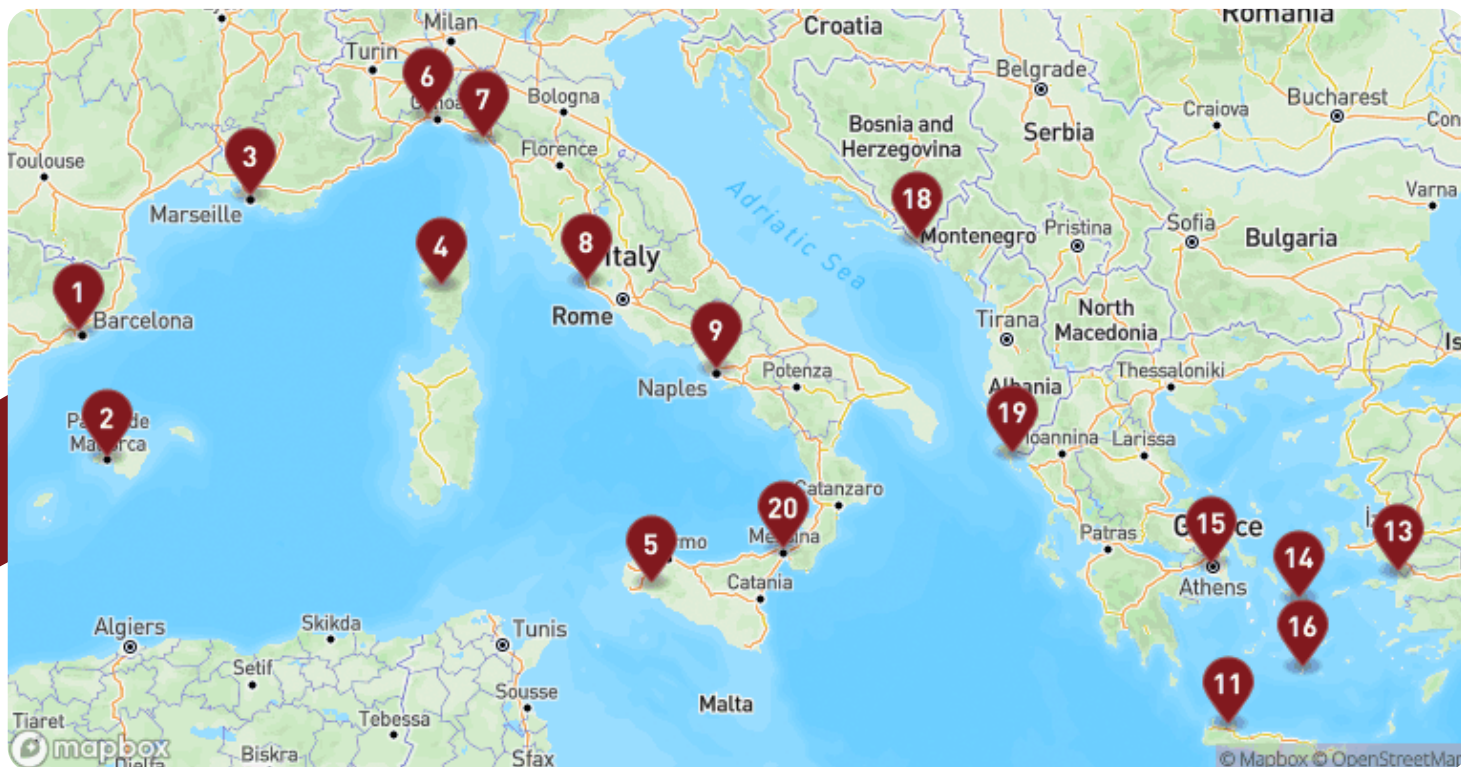 Milan
Croatia
Romania
Turin
6
Belgrade
7
Bologna
Craiova
Bucharest
Con
Bosnia and
Herzegovina
Serbia
3
Florence
Toulouse
Varna
Marseille
Adriatic Sea
18
Montenegro
Pristina
Sofia
Bulgaria
4
8
Italy
1
Rome
Barcelona
9
Tirana
North
Macedonia
Is
Naples
Potenza
Albania
Thessaloniki
2
19
Ioannina
Larissa
20
Catanzaro
5
rmo
Patras
15
13
14
Catania
Athens
Algiers
Skikda
Tunis
16
Setif
Sousse
Malta
11
Tiaret
Tebessa
mapbox
Biskra
Sfax
© Mapbox © OpenStreetMap